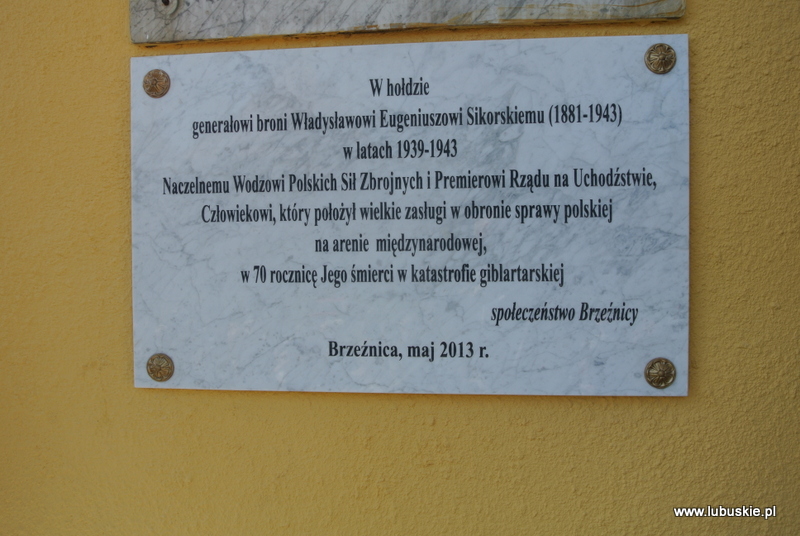 W hołdzie
generałowi broni Władysławowi Eugeniuszowi Sikorskiemu (1881-1943)
w latach 1939-1943
Naczelnemu Wodzowi Polskich Sił Zbrojnych i Premierowi Rządu na Uchodźstwie,
Człowiekowi, który położył wielkie zasługi w obronie sprawy polskiej
na arenie międzynarodowej,
w 70 rocznicę Jego śmierci w katastrofie giblartarskiej
społeczeństwo Brzeźnicy
Brzeźnica, maj 2013 r.
www.lubuskie.pl